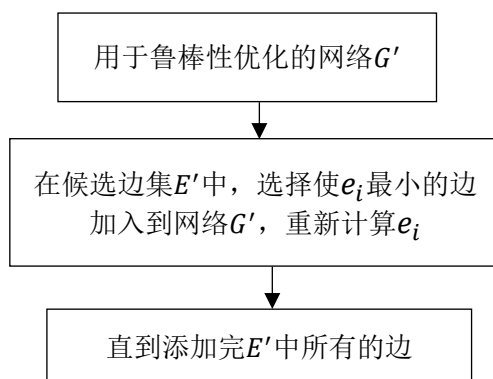 用于鲁棒性优化的网络G′
在候选边集E′中，选择使eᵢ最小的边
加入到网络G′，重新计算eᵢ
直到添加完E′中所有的边